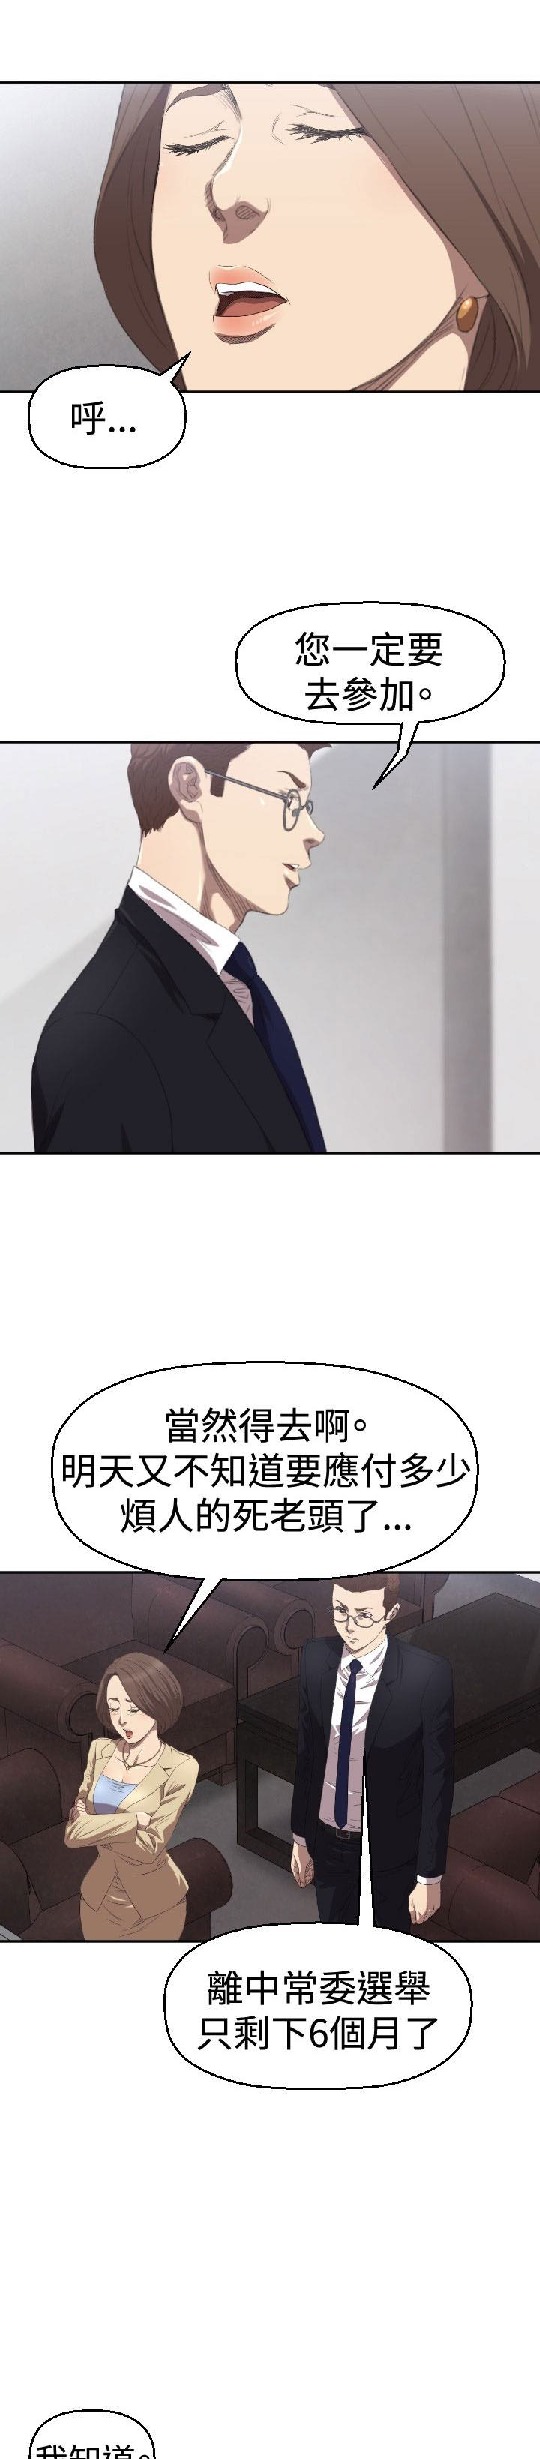 呼...
您一定要
去參加。
當然得去啊。
明天又不知道要應付多少
煩人的死老頭了...
離中常委選舉
只剩下6個月了
我知道。